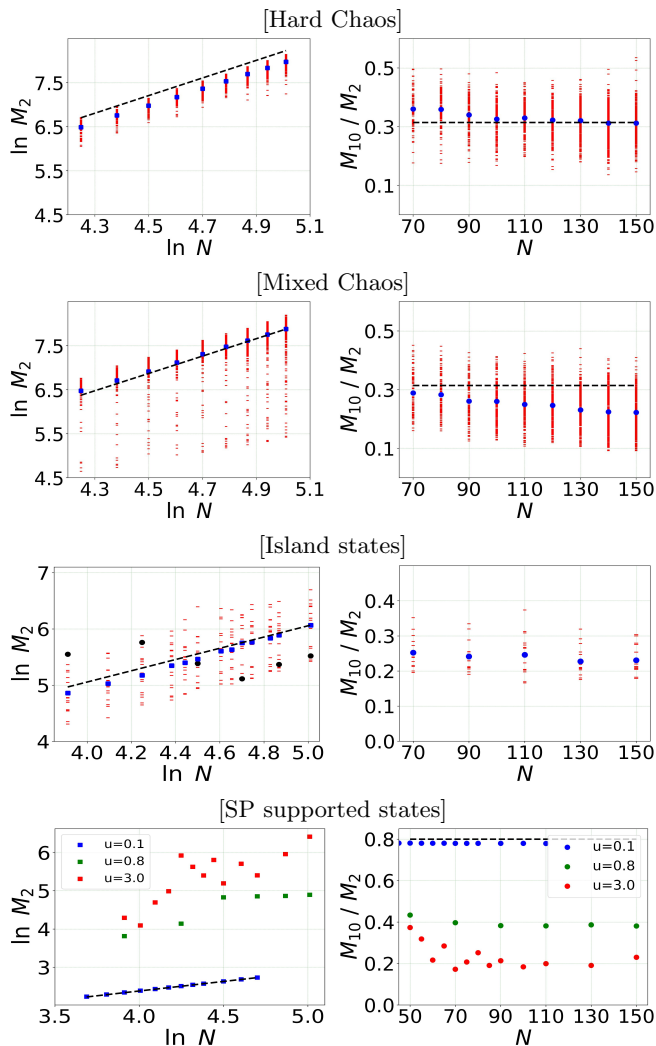 [Hard Chaos]
ln M₂
7.5
6.5
5.5
4.5
4.3 4.5 4.7 4.9 5.1
ln N
M₁₀ / M₂
0.5
0.3
0.1
70 90 110 130 150
N
[Mixed Chaos]
ln M₂
7.5
6.5
5.5
4.5
4.3 4.5 4.7 4.9 5.1
ln N
M₁₀ / M₂
0.5
0.3
0.1
70 90 110 130 150
N
[Island states]
ln M₂
7
6
5
4
4.0 4.2 4.4 4.6 4.8 5.0
ln N
M₁₀ / M₂
0.4
0.3
0.2
0.1
0.0
70 90 110 130 150
N
[SP supported states]
ln M₂
6
5
4
3
u=0.1
u=0.8
u=3.0
3.5 4.0 4.5 5.0
ln N
M₁₀ / M₂
0.8
0.6
0.4
0.2
0.0
u=0.1
u=0.8
u=3.0
50 70 90 110 130 150
N